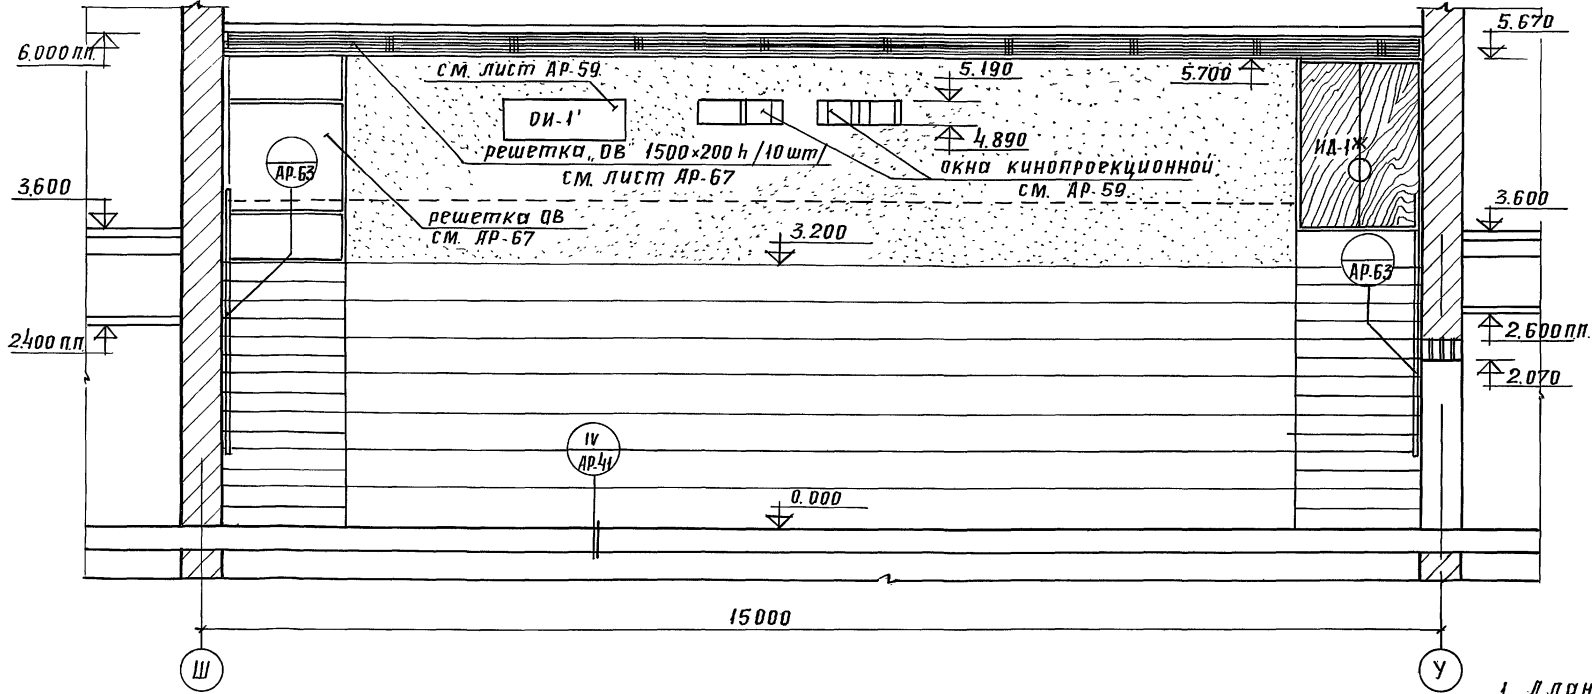 6.000 п.п.
5.670
см. лист АР-59
5.190
5.700
ОИ-1'
4.890
решетка „ОВ" 1500×200 h /10 шт/
см. лист АР-67
окна кинопроекционной
см. АР-59.
ИД-1ж
АР-63
3.600
3.600
решетка ОВ
см. АР-67
3.200
АР-63
2.400 п.п.
2.600 п.п.
2.070
IV
АР-41
0.000
15000
Ш
У
1. План